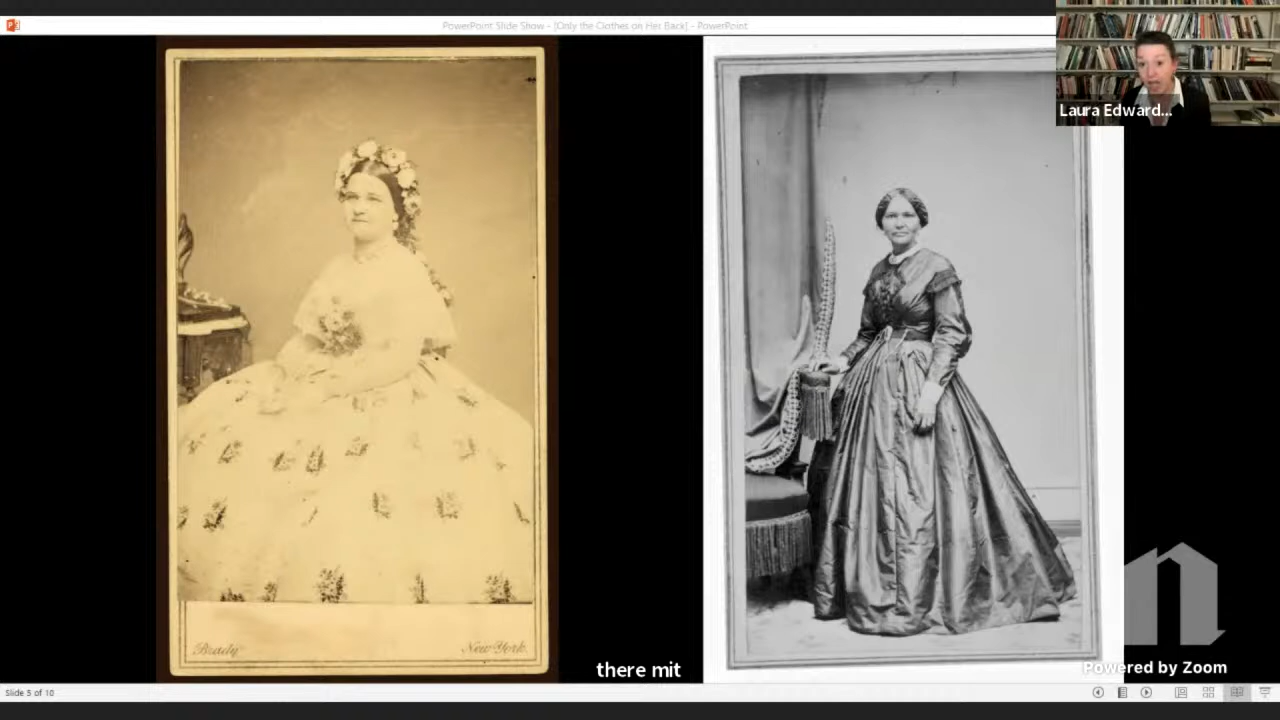 PowerPoint Slide Show - [Only the Clothes on Her Back] - PowerPoint
Laura Edward...
Brady
New York.
there mit
n
Powered by Zoom
Slide 5 of 10